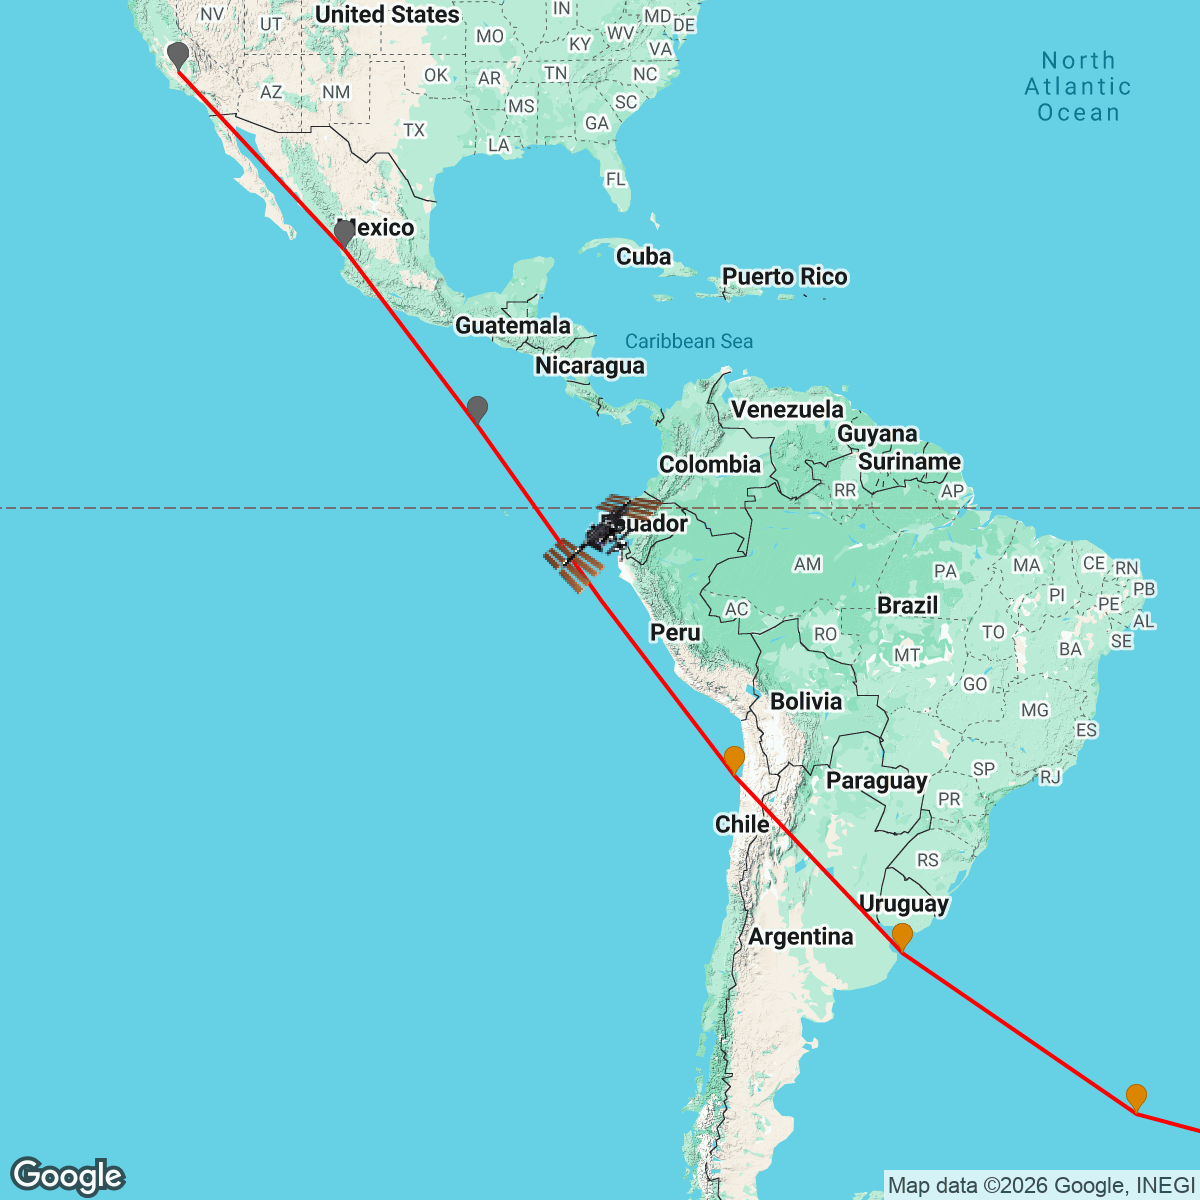 NV
UT
United States
IN
MO
KY
WV
MD
DE
VA
AZ
NM
OK
AR
TN
NC
MS
SC
GA
TX
LA
FL
North
Atlantic
Ocean
Mexico
Cuba
Puerto Rico
Guatemala
Caribbean Sea
Nicaragua
Venezuela
Guyana
Colombia
Suriname
RR
AP
Ecuador
AM
PA
MA
CE
RN
PB
PI
PE
AL
SE
AC
Brazil
Peru
RO
TO
BA
MT
GO
Bolivia
MG
ES
SP
RJ
Paraguay
PR
Chile
RS
Uruguay
Argentina
Google
Map data ©2026 Google, INEGI